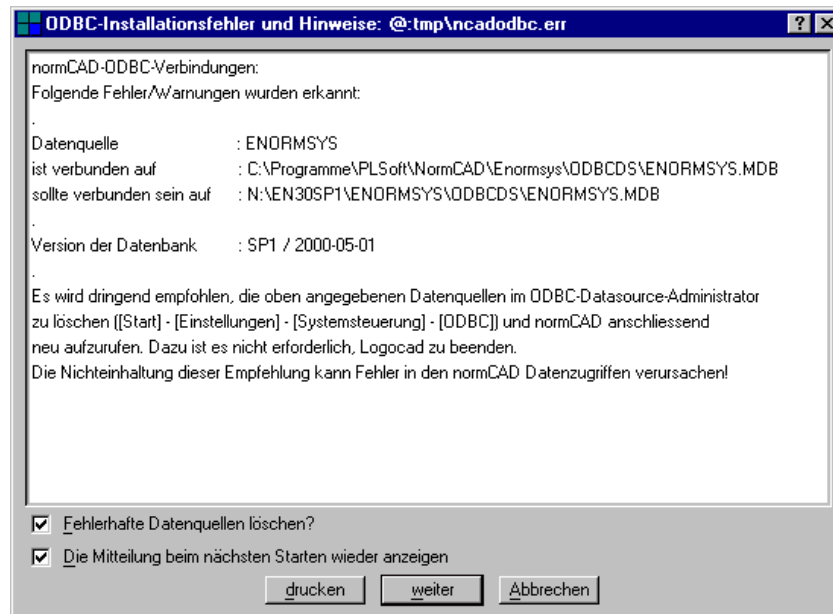 ODBC-Installationsfehler und Hinweise: @:tmp\ncadodbc.err
normCAD-ODBC-Verbindungen:
Folgende Fehler/Warnungen wurden erkannt:
.
Datenquelle : ENORMSYS
ist verbunden auf : C:\Programme\PLSoft\NormCAD\Enormsys\ODBCDS\ENORMSYS.MDB
sollte verbunden sein auf : N:\EN30SP1\ENORMSYS\ODBCDS\ENORMSYS.MDB
.
Version der Datenbank : SP1 / 2000-05-01
.
Es wird dringend empfohlen, die oben angegebenen Datenquellen im ODBC-Datasource-Administrator
zu löschen ([Start] - [Einstellungen] - [Systemsteuerung] - [ODBC]) und normCAD anschliessend
neu aufzurufen. Dazu ist es nicht erforderlich, Logocad zu beenden.
Die Nichteinhaltung dieser Empfehlung kann Fehler in den normCAD Datenzugriffen verursachen!
Fehlerhafte Datenquellen löschen?
Die Mitteilung beim nächsten Starten wieder anzeigen
drucken weiter Abbrechen